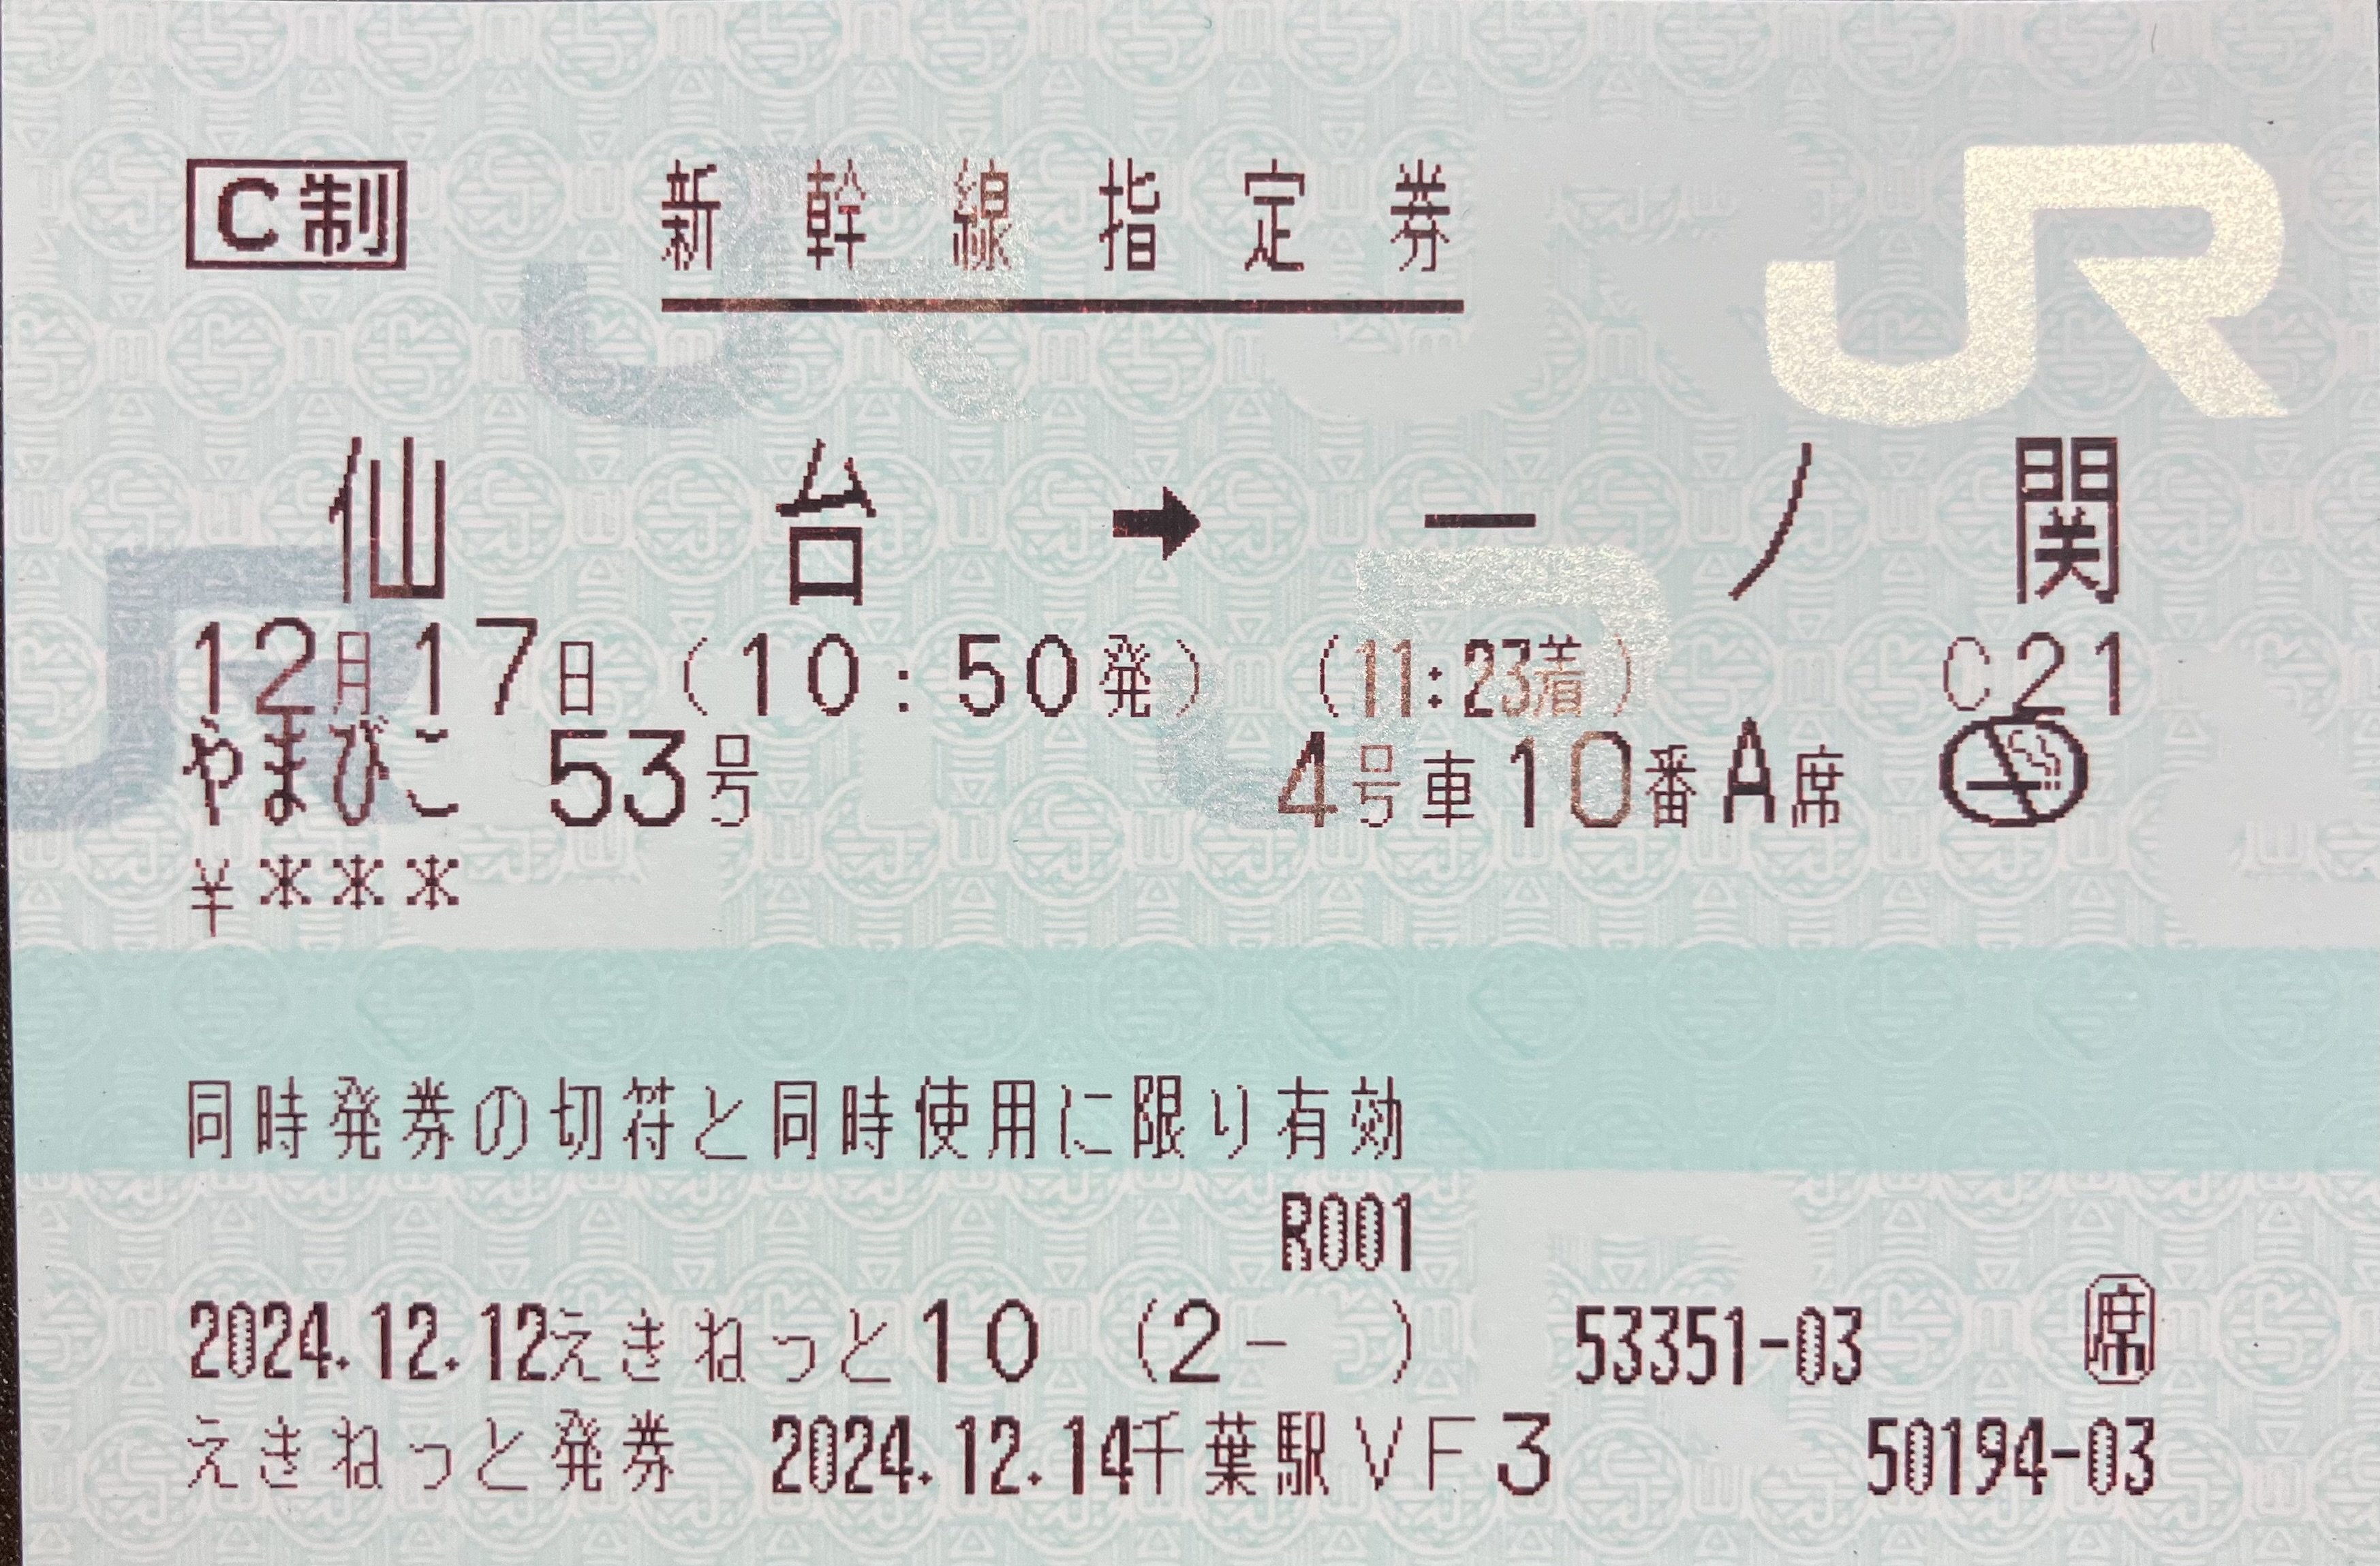 C制 新幹線指定券 JR
仙台➡一ノ関
12月17日 (10:50発) (11:23着) C21
やまびこ 53号 4号車10番A席
¥***
同時発券の切符と同時使用に限り有効
R001
2024.12.12えきねっと10 (2- ) 53351-03 席
えきねっと発券 2024.12.14千葉駅VF3 50194-03